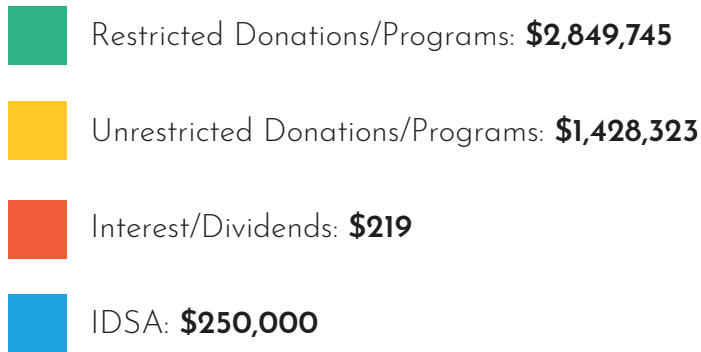 Restricted Donations/Programs: $2,849,745
Unrestricted Donations/Programs: $1,428,323
Interest/Dividends: $219
IDSA: $250,000